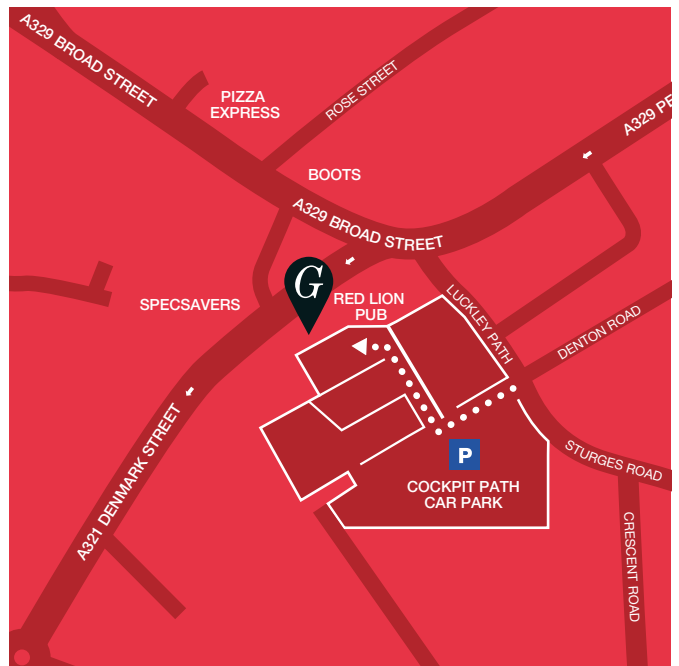 A329 BROAD STREET
PIZZA
EXPRESS
ROSE STREET
A329 PE
BOOTS
A329 BROAD STREET
G
SPECSAVERS
RED LION
PUB
LUCKLEY PATH
DENTON ROAD
A321 DENMARK STREET
P
COCKPIT PATH
CAR PARK
STURGES ROAD
CRESCENT ROAD